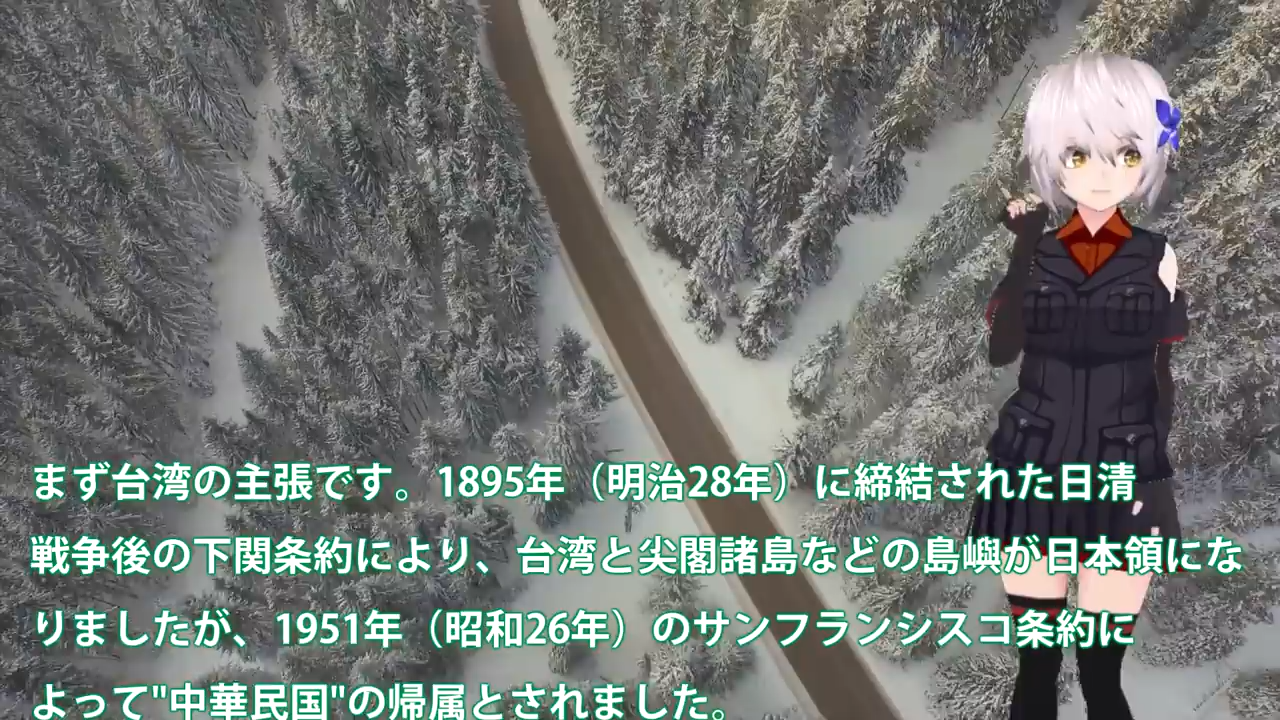 まず台湾の主張です。1895年（明治28年）に締結された日清
戦争後の下関条約により、台湾と尖閣諸島などの島嶼が日本領にな
りましたが、1951年（昭和26年）のサンフランシスコ条約に
よって"中華民国"の帰属とされました。